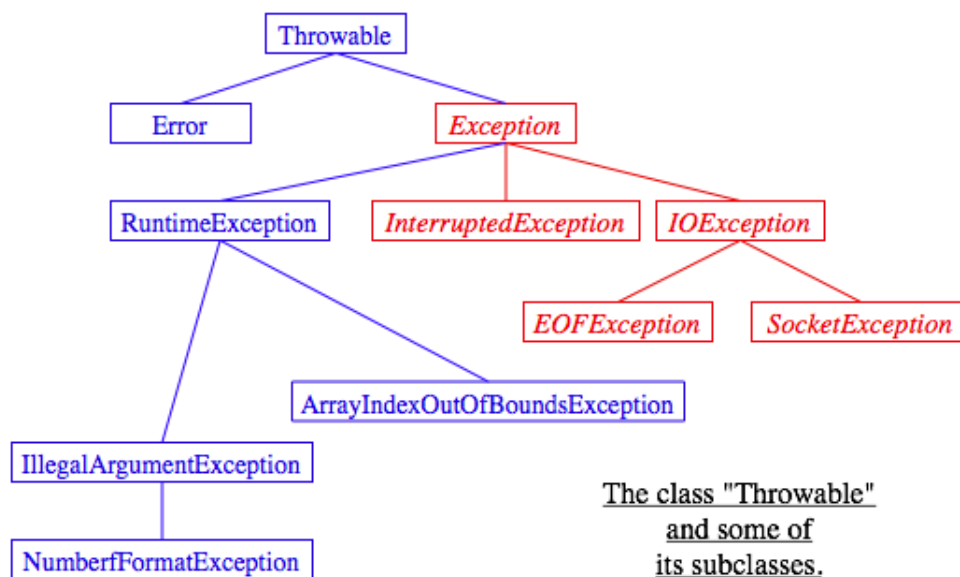 Throwable
Error
Exception
RuntimeException
InterruptedException
IOException
EOFException
SocketException
ArrayIndexOutOfBoundsException
IllegalArgumentException
NumberfFormatException
The class "Throwable"
and some of
its subclasses.